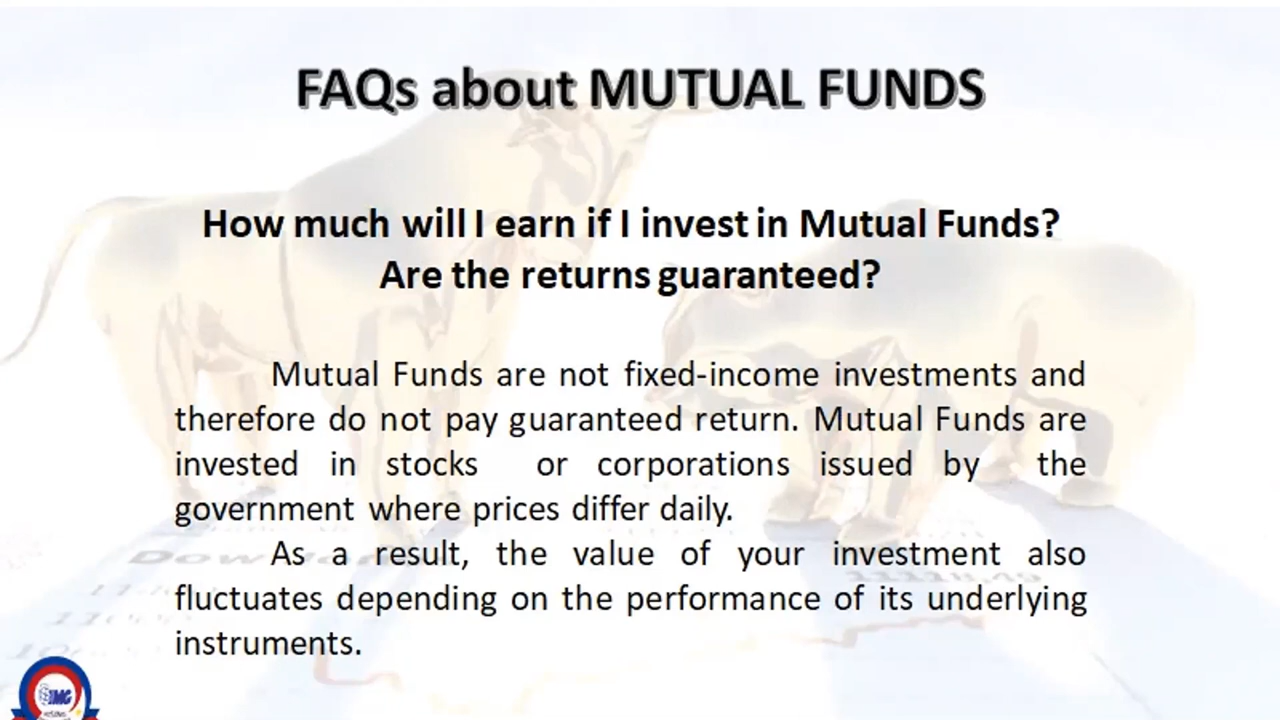 FAQs about MUTUAL FUNDS
How much will I earn if I invest in Mutual Funds?
Are the returns guaranteed?
Mutual Funds are not fixed-income investments and
therefore do not pay guaranteed return. Mutual Funds are
invested in stocks or corporations issued by the
government where prices differ daily.
As a result, the value of your investment also
fluctuates depending on the performance of its underlying
instruments.
IMG